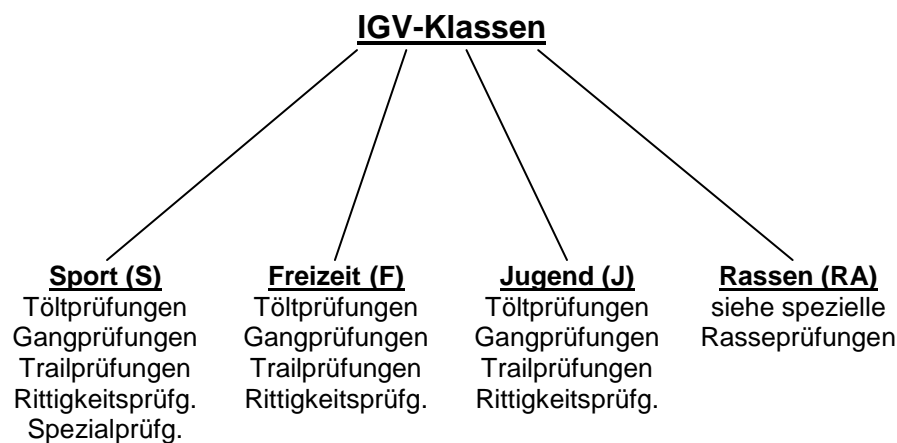 IGV-Klassen
Sport (S)
Töltprüfungen
Gangprüfungen
Trailprüfungen
Rittigkeitsprüfg.
Spezialprüfg.
Freizeit (F)
Töltprüfungen
Gangprüfungen
Trailprüfungen
Rittigkeitsprüfg.
Jugend (J)
Töltprüfungen
Gangprüfungen
Trailprüfungen
Rittigkeitsprüfg.
Rassen (RA)
siehe spezielle
Rasseprüfungen